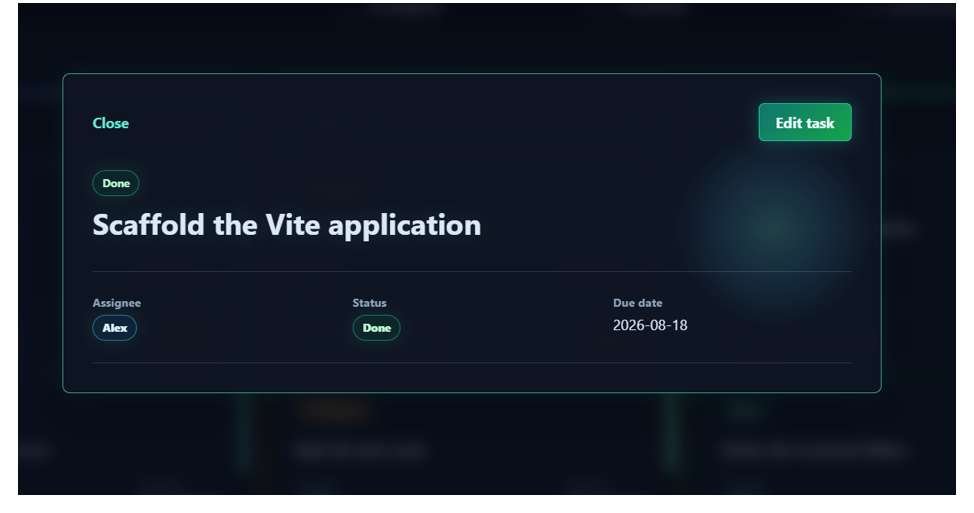 Close
Edit task
Done
Scaffold the Vite application
Assignee
Status
Due date
Alex
Done
2026-08-18